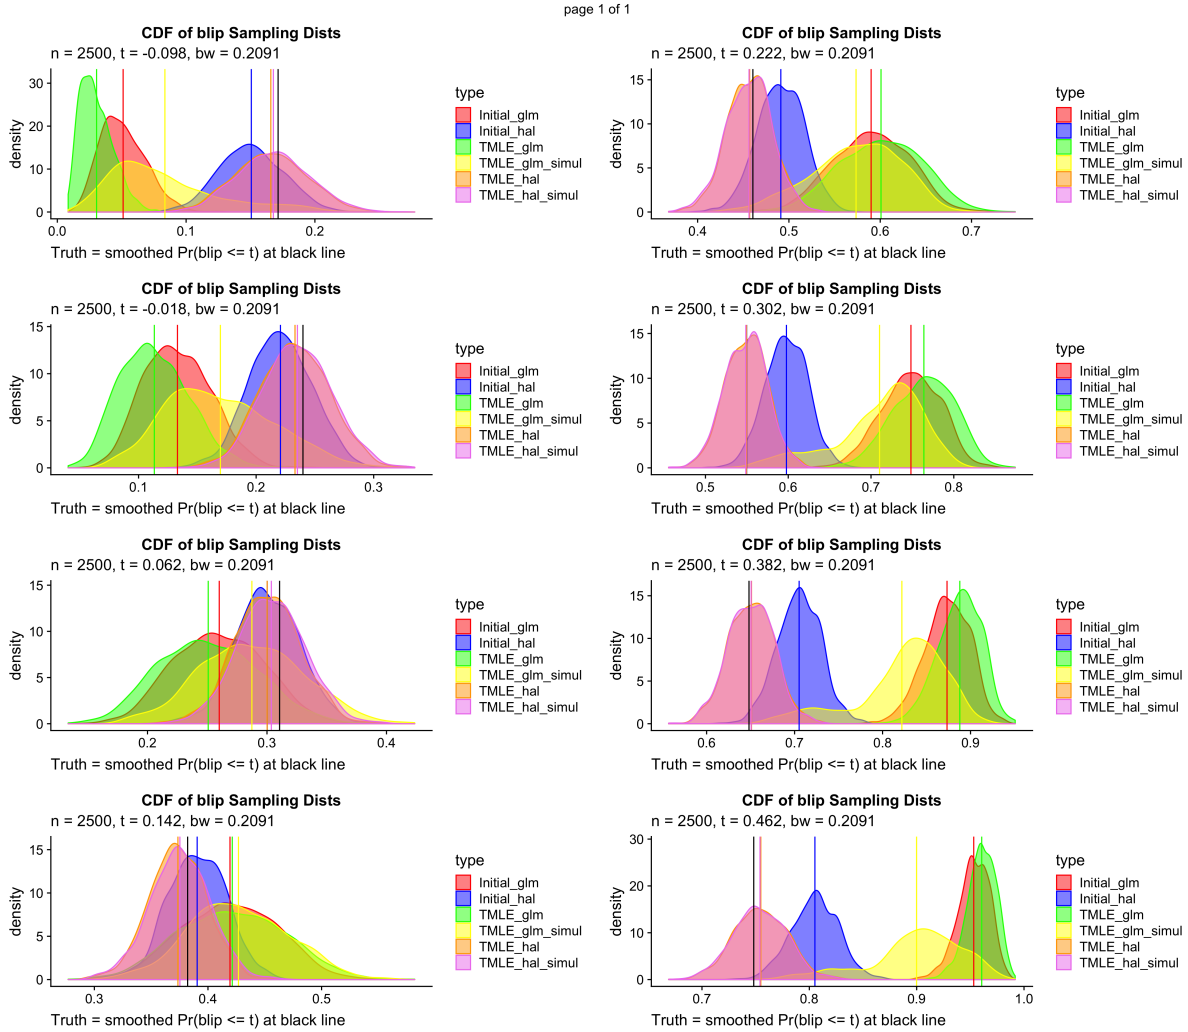 page 1 of 1
CDF of blip Sampling Dists
n = 2500, t = -0.098, bw = 0.2091
density
30
20
10
0
0.0 0.1 0.2
Truth = smoothed Pr(blip <= t) at black line
type
Initial_glm
Initial_hal
TMLE_glm
TMLE_glm_simul
TMLE_hal
TMLE_hal_simul
CDF of blip Sampling Dists
n = 2500, t = 0.222, bw = 0.2091
density
15
10
5
0
0.4 0.5 0.6 0.7
Truth = smoothed Pr(blip <= t) at black line
type
Initial_glm
Initial_hal
TMLE_glm
TMLE_glm_simul
TMLE_hal
TMLE_hal_simul
CDF of blip Sampling Dists
n = 2500, t = -0.018, bw = 0.2091
density
15
10
5
0
0.1 0.2 0.3
Truth = smoothed Pr(blip <= t) at black line
type
Initial_glm
Initial_hal
TMLE_glm
TMLE_glm_simul
TMLE_hal
TMLE_hal_simul
CDF of blip Sampling Dists
n = 2500, t = 0.302, bw = 0.2091
density
15
10
5
0
0.5 0.6 0.7 0.8
Truth = smoothed Pr(blip <= t) at black line
type
Initial_glm
Initial_hal
TMLE_glm
TMLE_glm_simul
TMLE_hal
TMLE_hal_simul
CDF of blip Sampling Dists
n = 2500, t = 0.062, bw = 0.2091
density
15
10
5
0
0.2 0.3 0.4
Truth = smoothed Pr(blip <= t) at black line
type
Initial_glm
Initial_hal
TMLE_glm
TMLE_glm_simul
TMLE_hal
TMLE_hal_simul
CDF of blip Sampling Dists
n = 2500, t = 0.382, bw = 0.2091
density
15
10
5
0
0.6 0.7 0.8 0.9
Truth = smoothed Pr(blip <= t) at black line
type
Initial_glm
Initial_hal
TMLE_glm
TMLE_glm_simul
TMLE_hal
TMLE_hal_simul
CDF of blip Sampling Dists
n = 2500, t = 0.142, bw = 0.2091
density
15
10
5
0
0.3 0.4 0.5
Truth = smoothed Pr(blip <= t) at black line
type
Initial_glm
Initial_hal
TMLE_glm
TMLE_glm_simul
TMLE_hal
TMLE_hal_simul
CDF of blip Sampling Dists
n = 2500, t = 0.462, bw = 0.2091
density
30
20
10
0
0.7 0.8 0.9 1.0
Truth = smoothed Pr(blip <= t) at black line
type
Initial_glm
Initial_hal
TMLE_glm
TMLE_glm_simul
TMLE_hal
TMLE_hal_simul